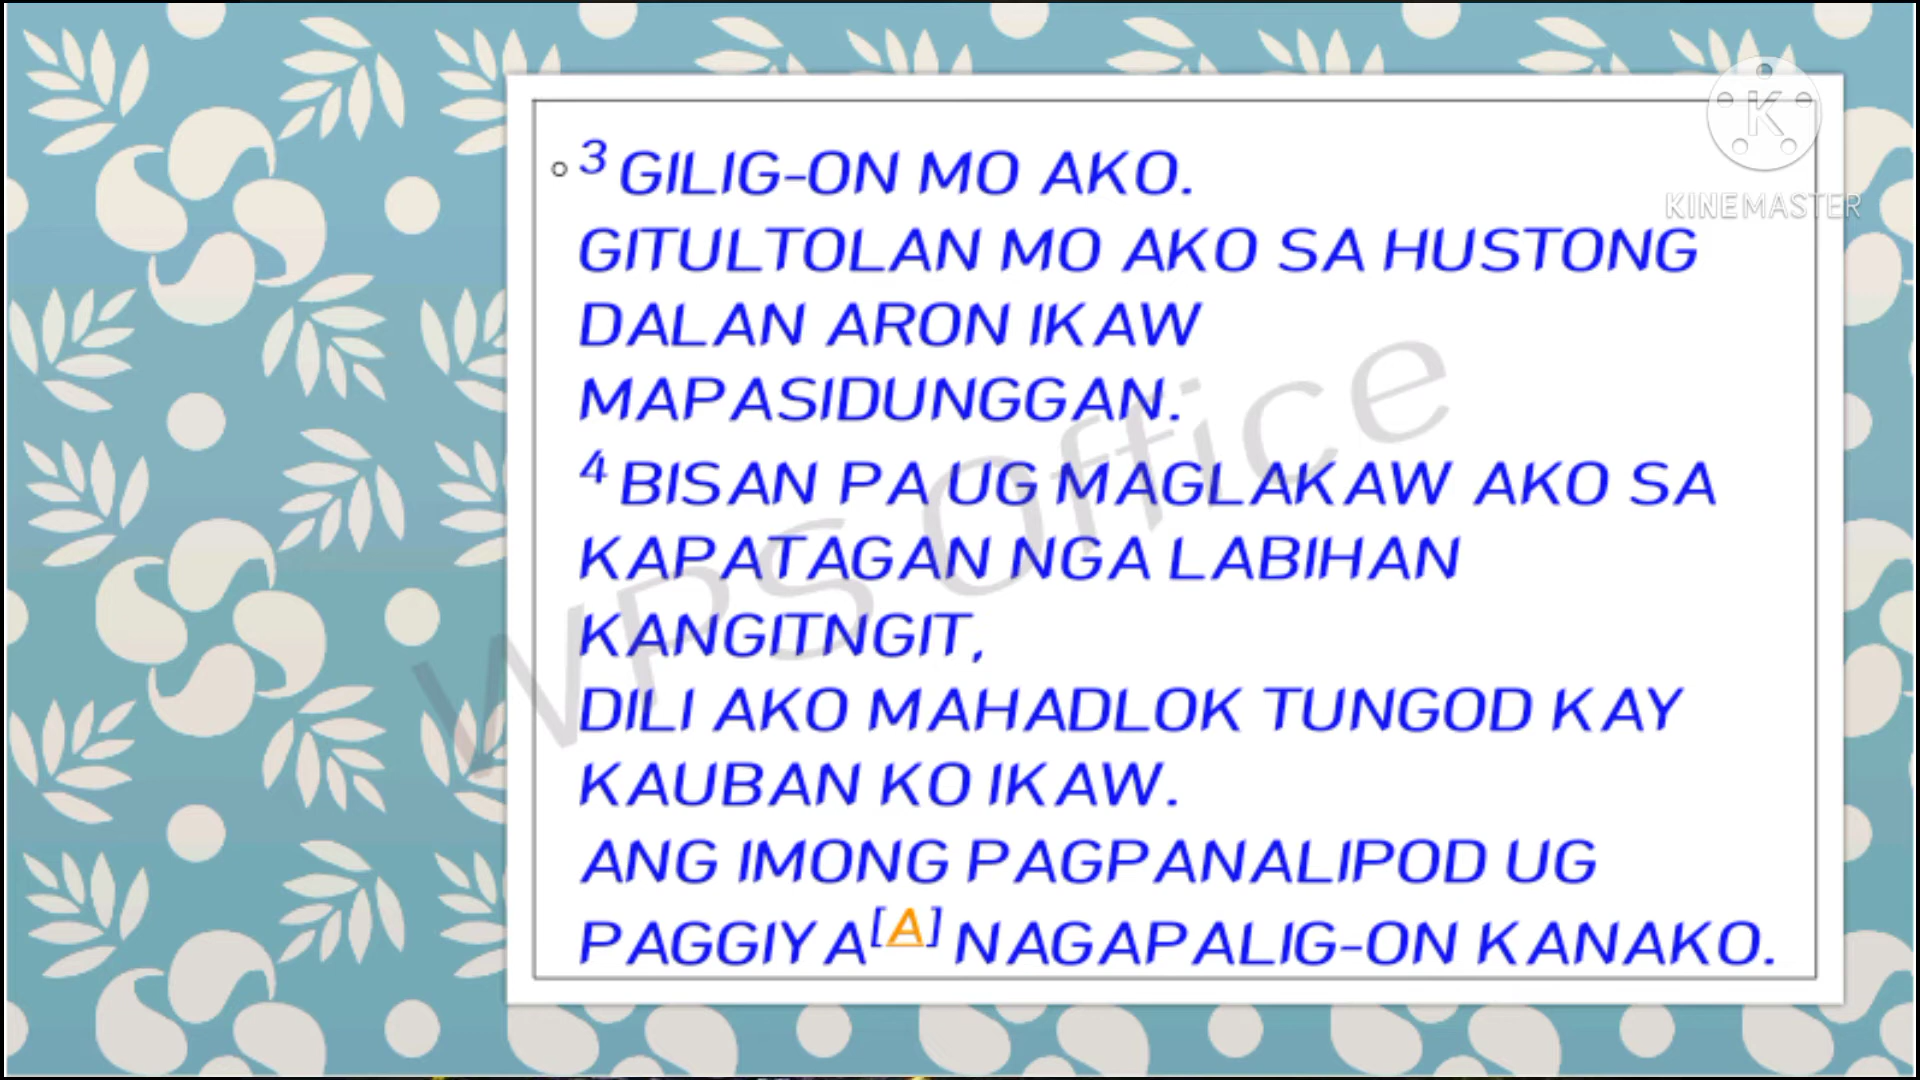 ³ GILIG-ON MO AKO.
GITULTOLAN MO AKO SA HUSTONG
DALAN ARON IKAW
MAPASIDUNGGAN.
⁴ BISAN PA UG MAGLAKAW AKO SA
KAPATAGAN NGA LABIHAN
KANGITNGIT,
DILI AKO MAHADLOK TUNGOD KAY
KAUBAN KO IKAW.
ANG IMONG PAGPANALIPOD UG
PAGGIYA[A] NAGAPALIG-ON KANAKO.
K
KINEMASTER
WPS Office